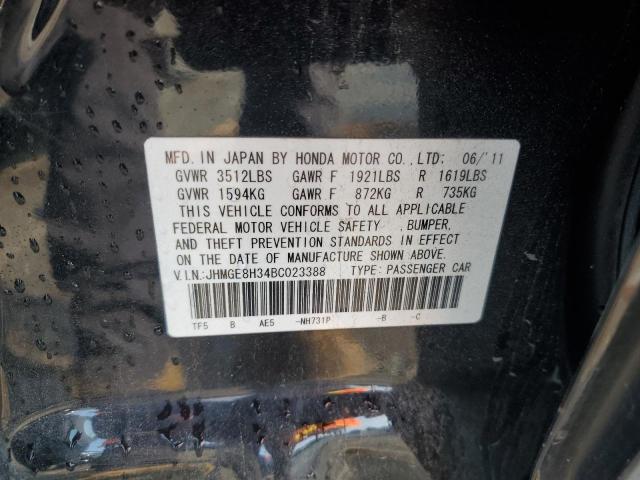 MFD. IN JAPAN BY HONDA MOTOR CO.,LTD: 06/'11
GVWR 3512LBS GAWR F 1921LBS R 1619LBS
GVWR 1594KG GAWR F 872KG R 735KG
THIS VEHICLE CONFORMS TO ALL APPLICABLE
FEDERAL MOTOR VEHICLE SAFETY ,BUMPER,
AND THEFT PREVENTION STANDARDS IN EFFECT
ON THE DATE OF MANUFACTURE SHOWN ABOVE.
V.I.N:JHMGE8H34BC023388 TYPE: PASSENGER CAR
TF5 B AE5 -NH731P -B -C